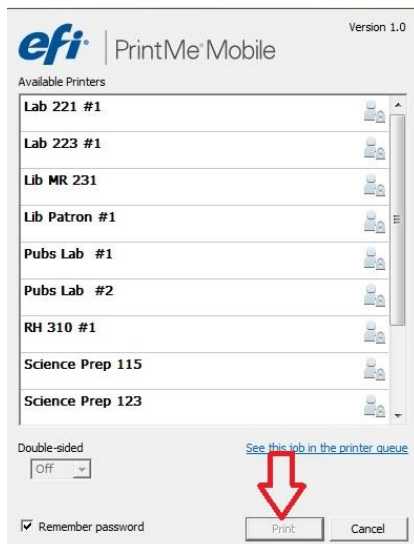 Version 1.0
efi PrintMe Mobile
Available Printers
Lab 221 #1
Lab 223 #1
Lib MR 231
Lib Patron #1
Pubs Lab #1
Pubs Lab #2
RH 310 #1
Science Prep 115
Science Prep 123
Double-sided
See this job in the printer queue
Off
Remember password
Print
Cancel